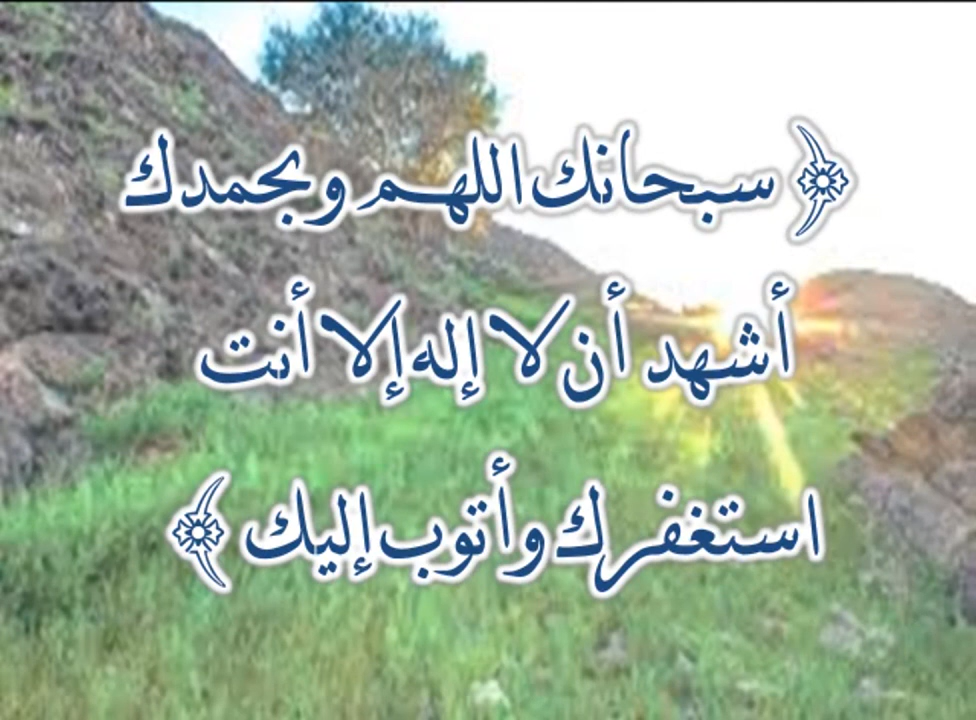 ﴿ سبحانك اللهم وبحمدك
أشهد أن لا إله إلا أنت
استغفرك وأتوب إليك ﴾